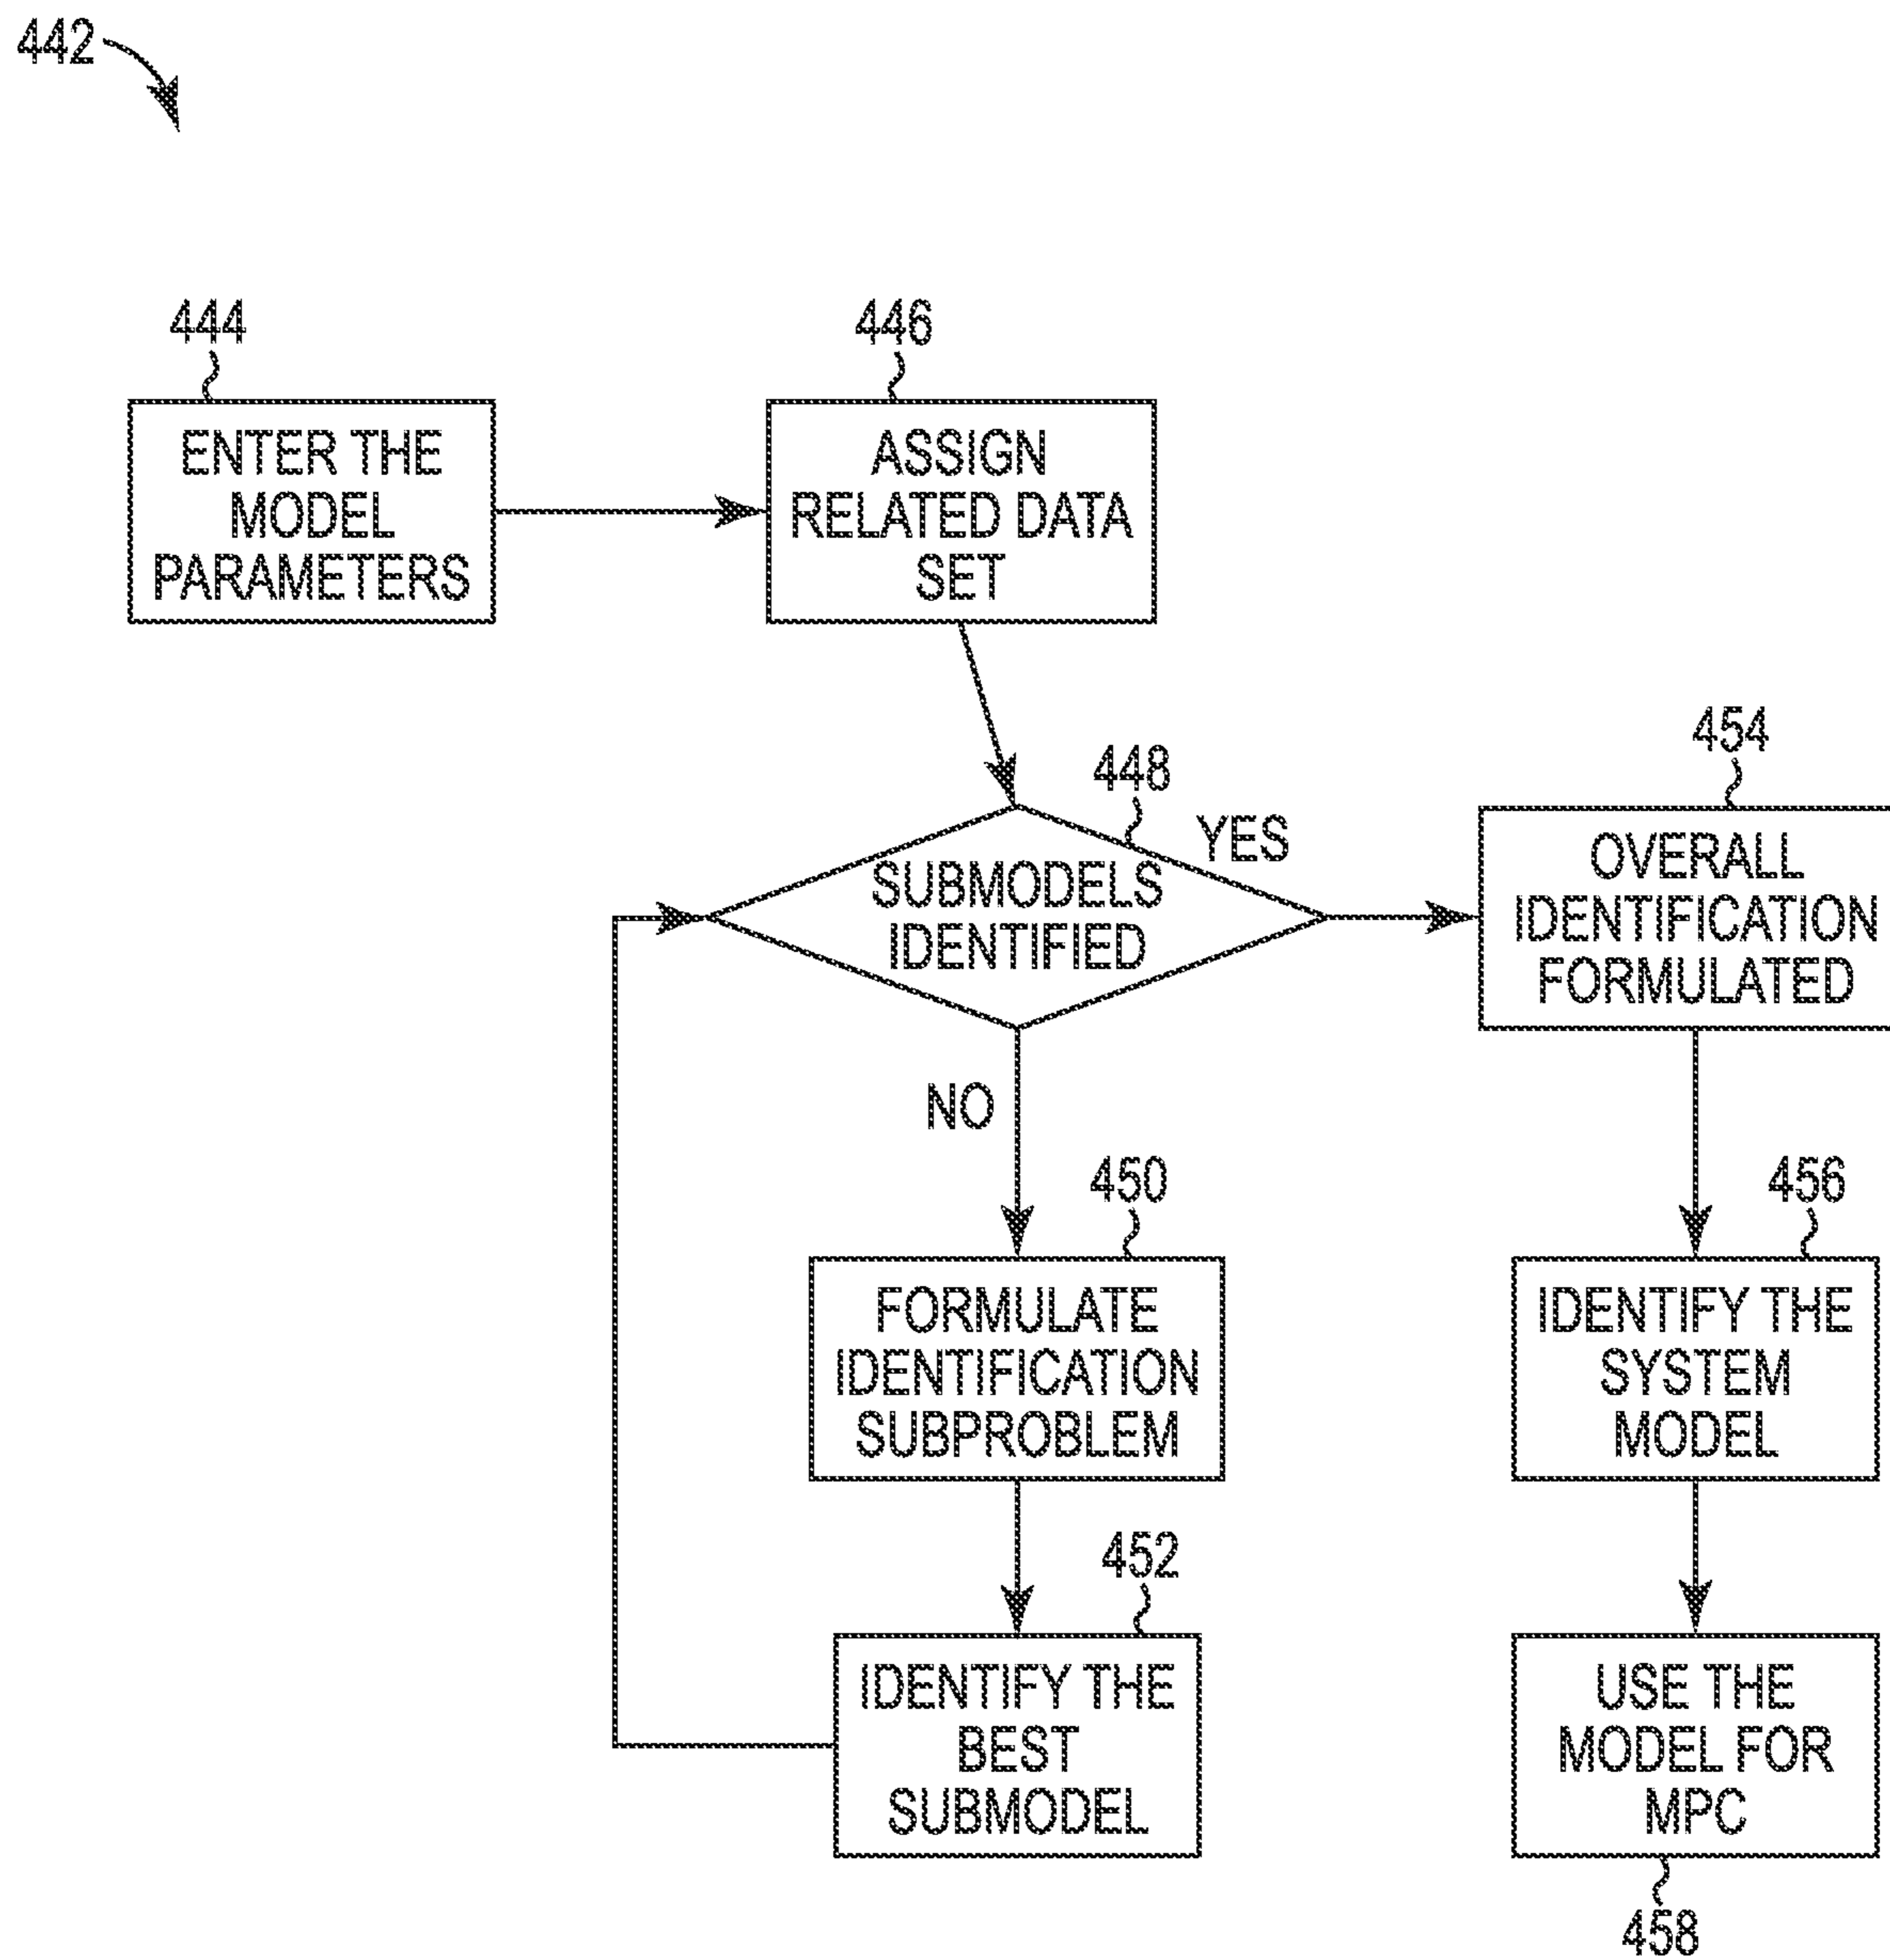 442
444
ENTER THE
MODEL
PARAMETERS
446
ASSIGN
RELATED DATA
SET
448
SUBMODELS
IDENTIFIED
YES
NO
454
OVERALL
IDENTIFICATION
FORMULATED
450
FORMULATE
IDENTIFICATION
SUBPROBLEM
456
IDENTIFY THE
SYSTEM
MODEL
452
IDENTIFY THE
BEST
SUBMODEL
USE THE
MODEL FOR
MPC
458